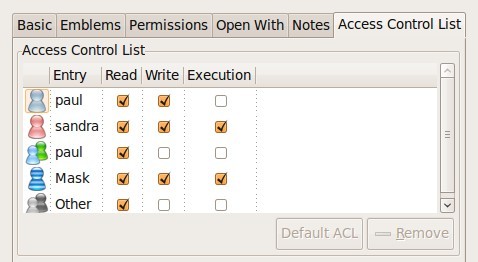 Basic Emblems Permissions Open With Notes Access Control List
Access Control List
Entry Read Write Execution
paul
sandra
paul
Mask
Other
Default ACL Remove